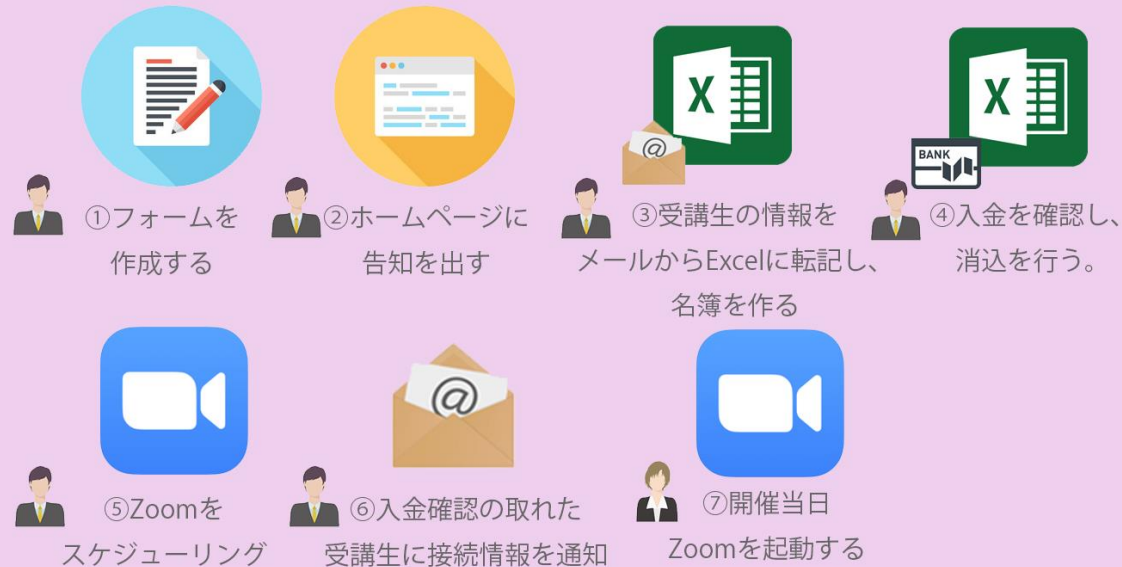 ①フォームを
作成する
②ホームページに
告知を出す
X
@
③受講生の情報を
メールからExcelに転記し、
名簿を作る
X
BANK
④入金を確認し、
消込を行う。
⑤Zoomを
スケジューリング
@
⑥入金確認の取れた
受講生に接続情報を通知
⑦開催当日
Zoomを起動する